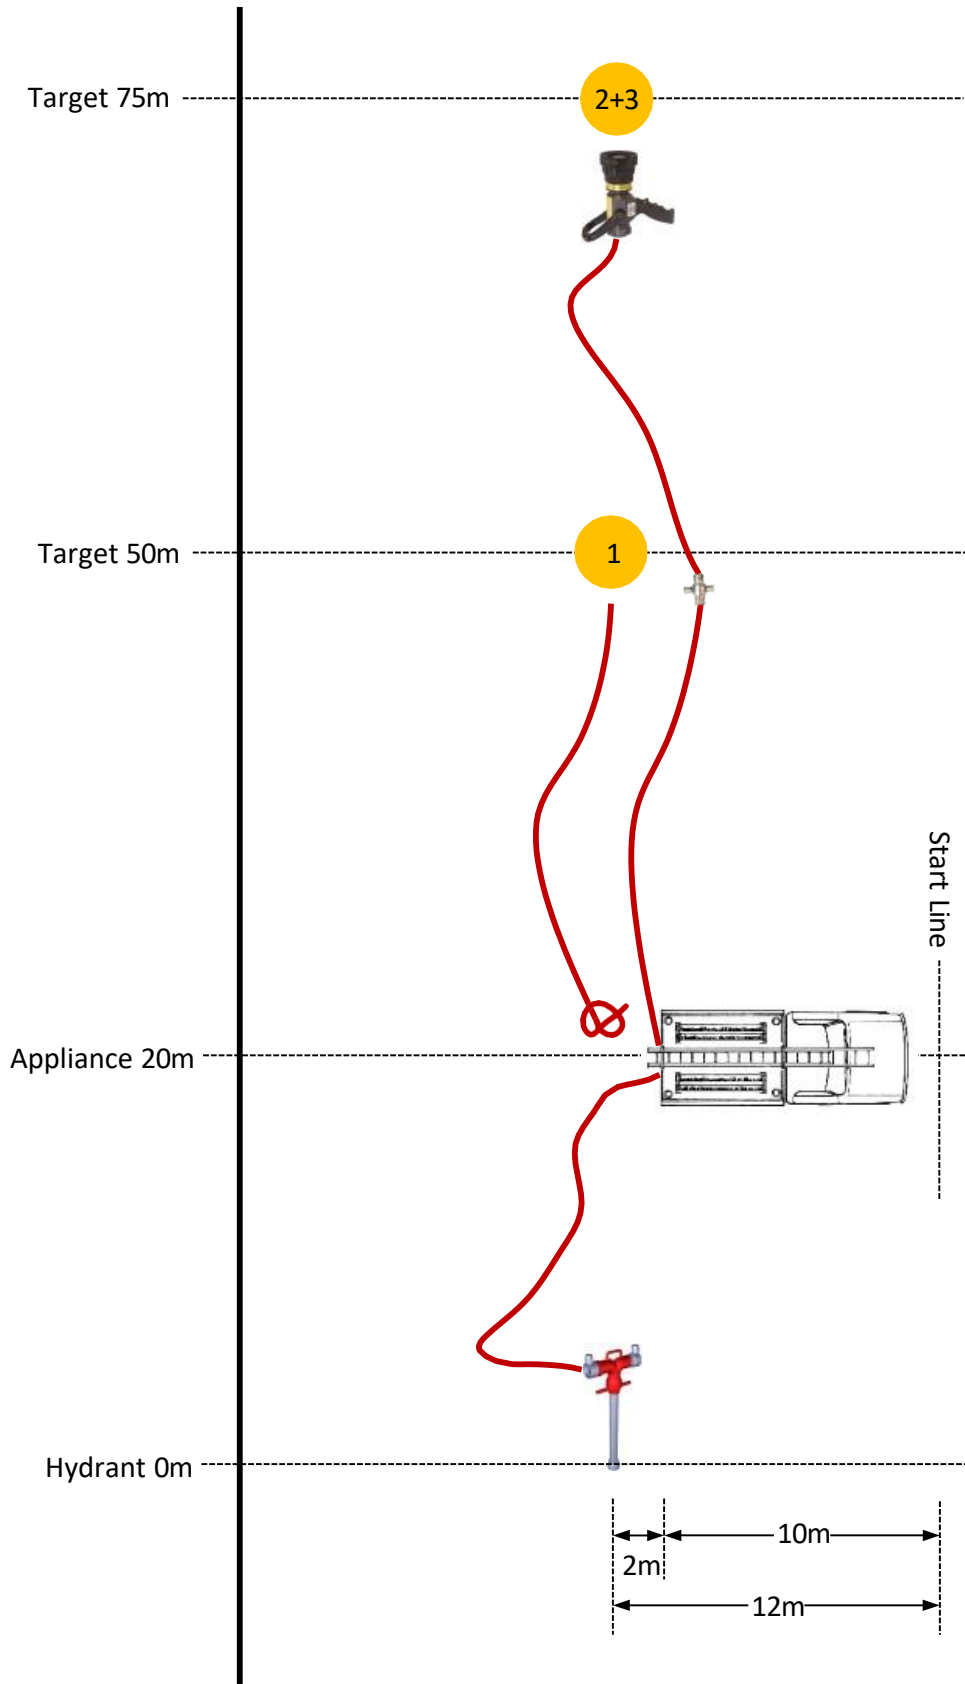 Target 75m
2+3
Target 50m
1
Start Line
Appliance 20m
Hydrant 0m
10m
2m
12m